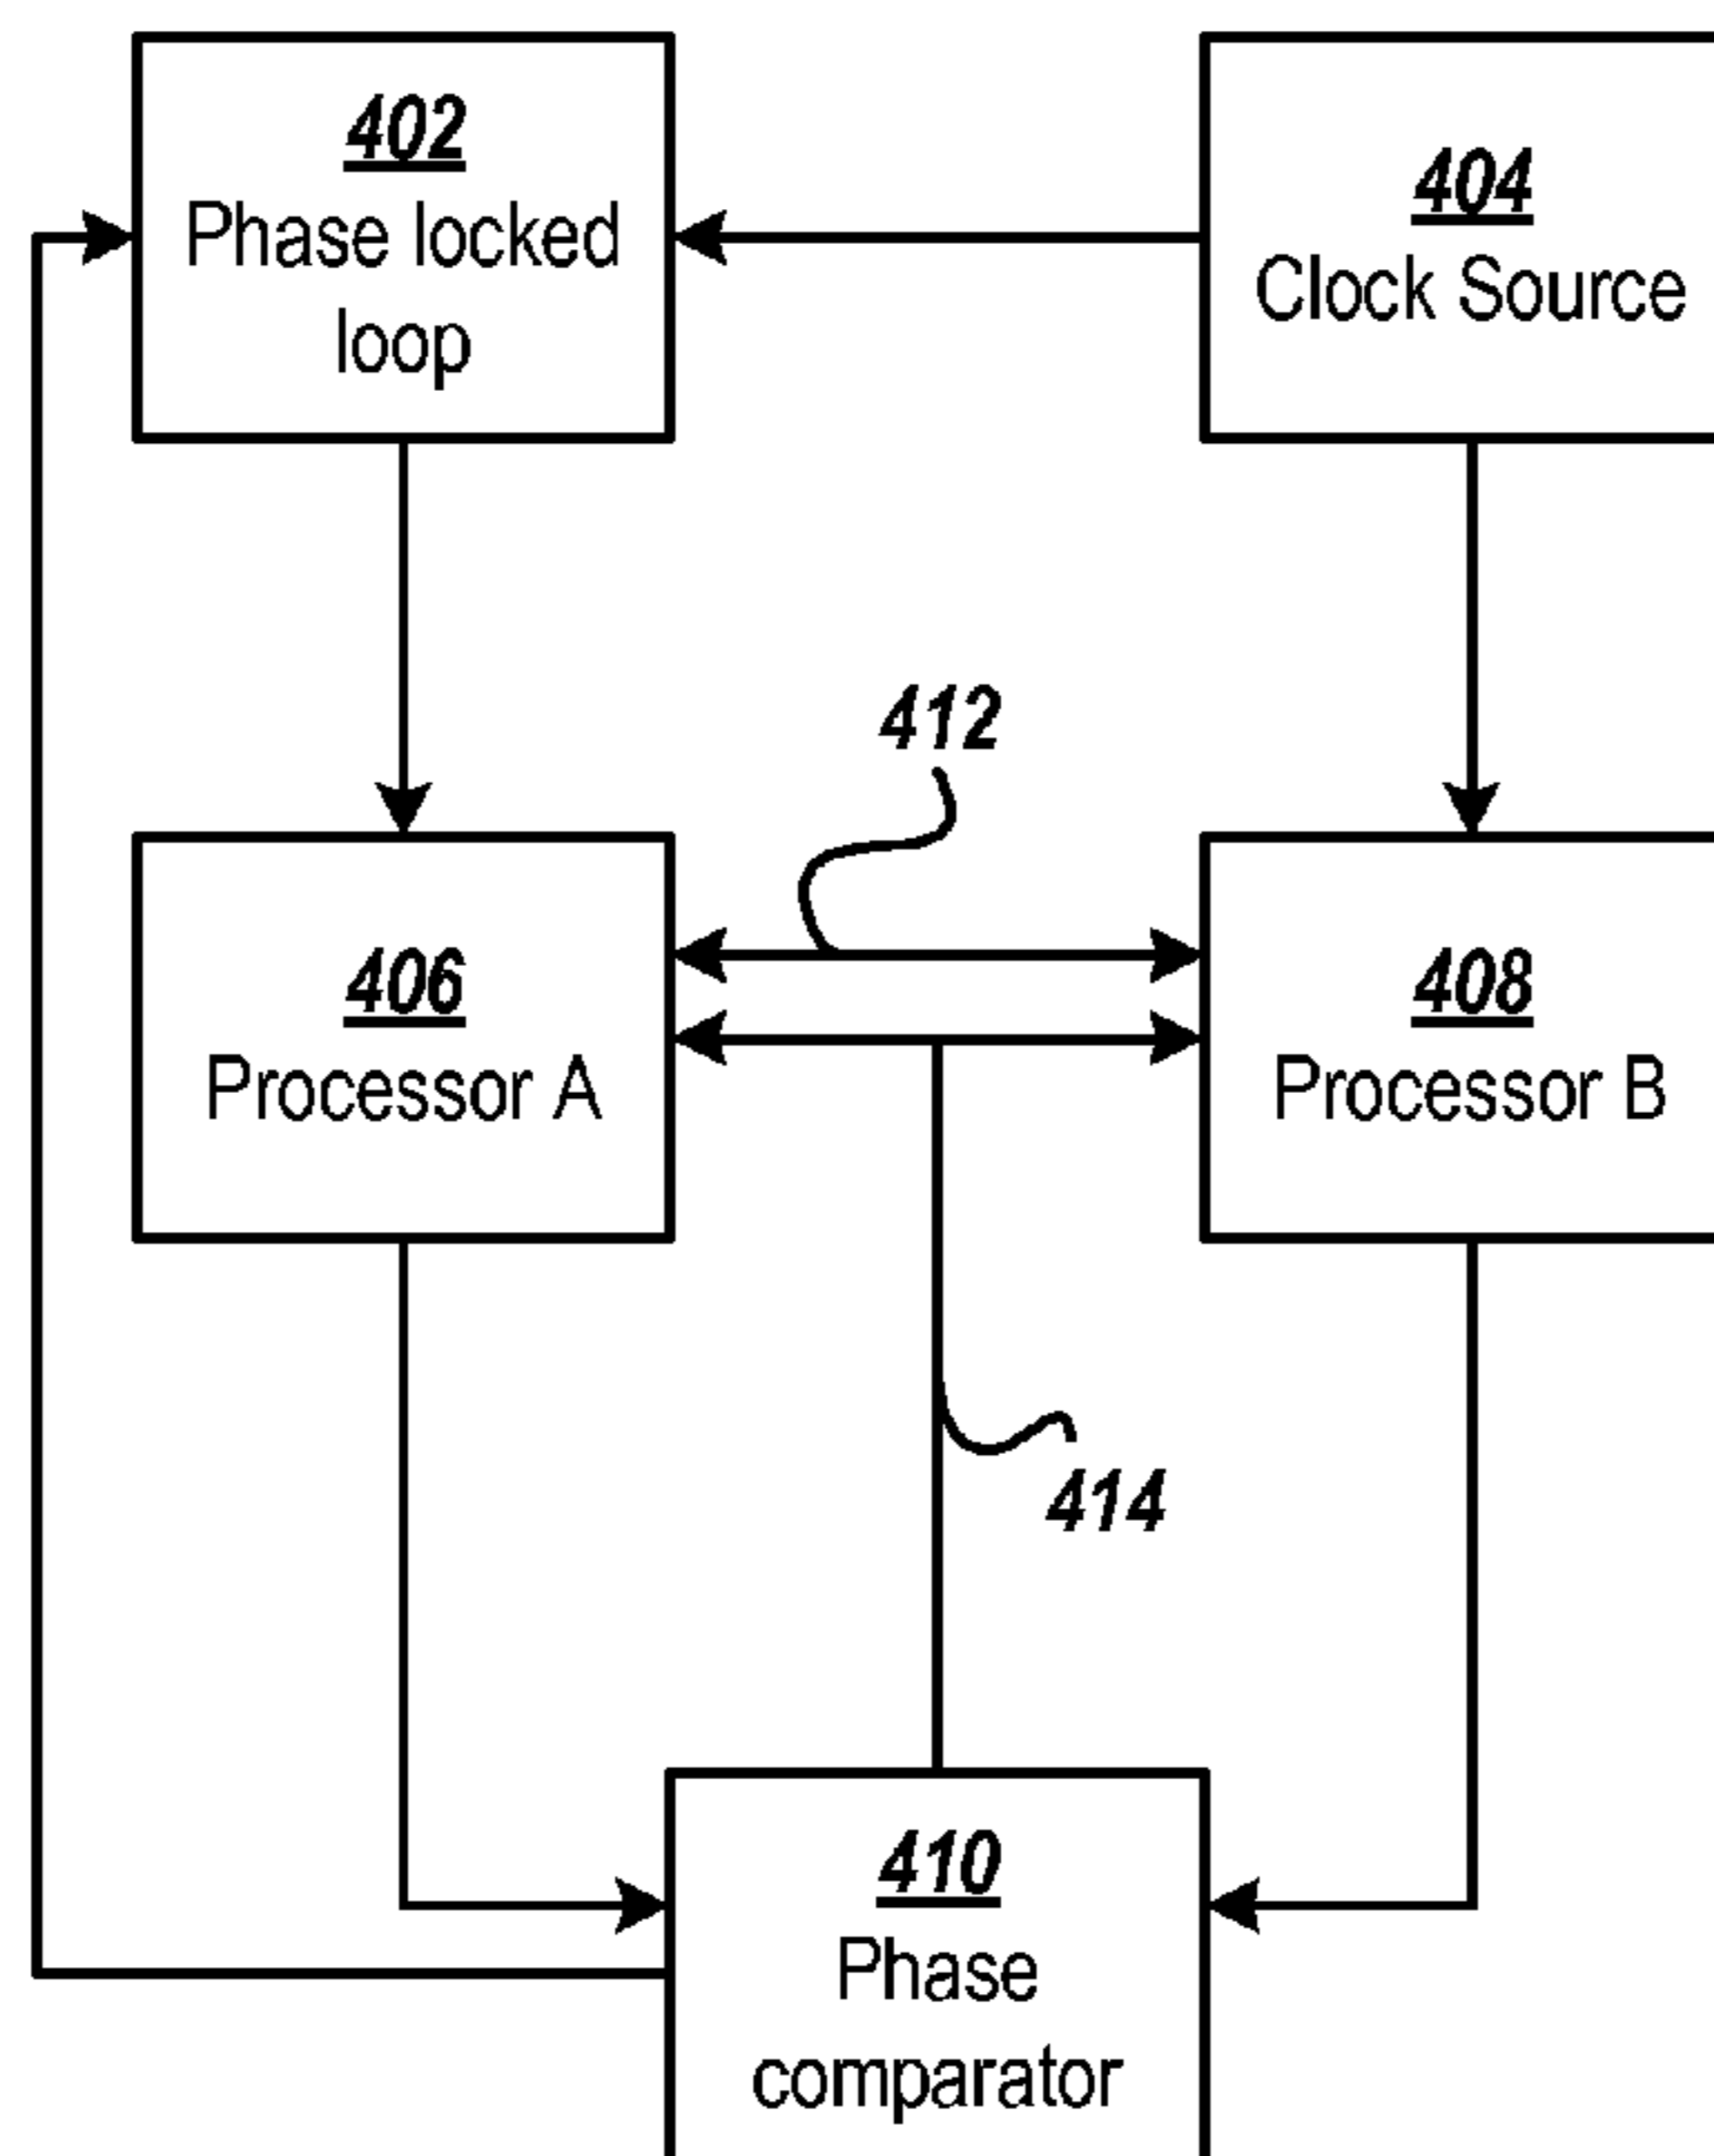 402
Phase locked
loop
404
Clock Source
412
406
Processor A
408
Processor B
414
410
Phase
comparator